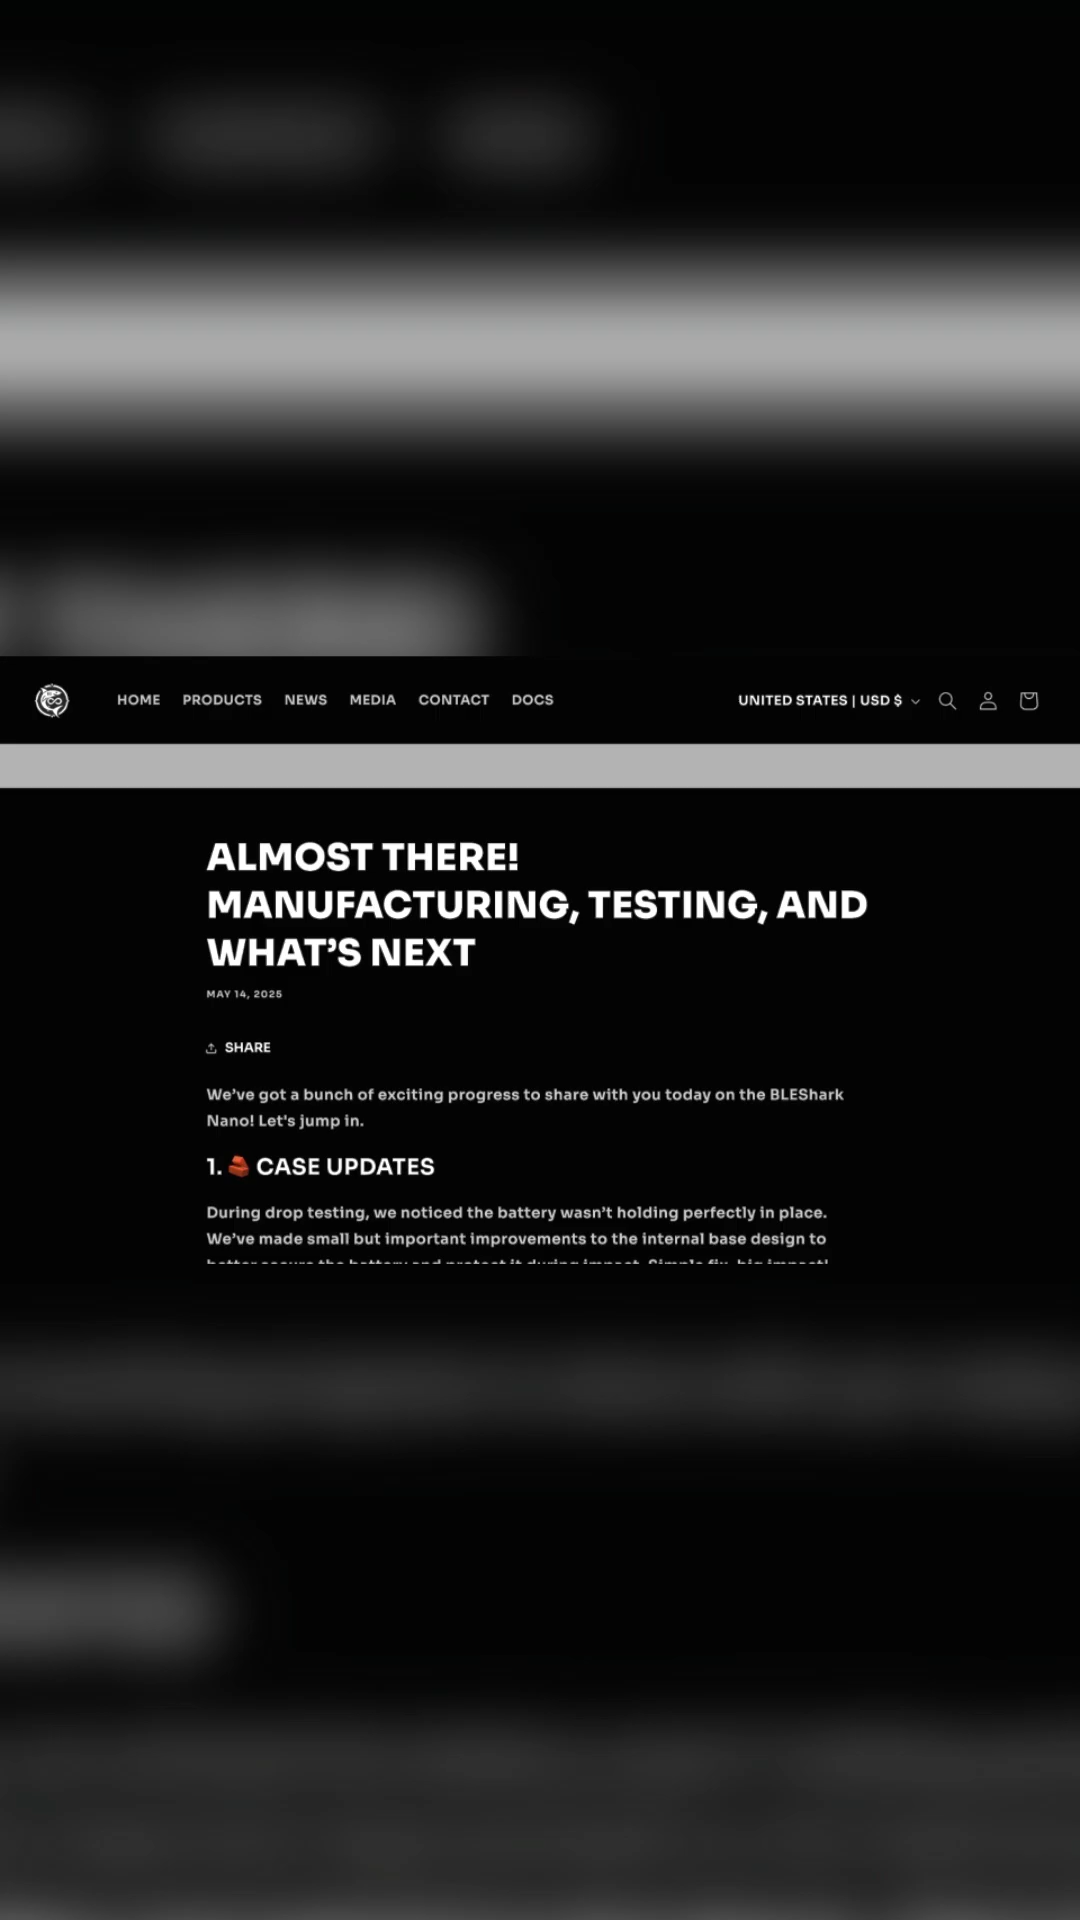 HOME PRODUCTS NEWS MEDIA CONTACT DOCS UNITED STATES | USD $
ALMOST THERE!
MANUFACTURING, TESTING, AND
WHAT’S NEXT
MAY 14, 2025
SHARE
We’ve got a bunch of exciting progress to share with you today on the BLEShark
Nano! Let's jump in.
1. 🧱 CASE UPDATES
During drop testing, we noticed the battery wasn’t holding perfectly in place.
We’ve made small but important improvements to the internal base design to
better secure the battery and protect it during impact. Simple fix, big impact!